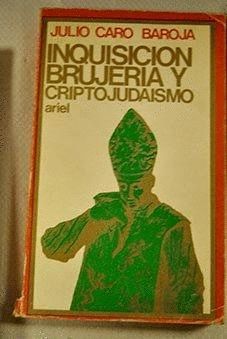 JULIO CARO BAROJA
INQUISICION
BRUJERIA Y
CRIPTOJUDAISMO
ariel